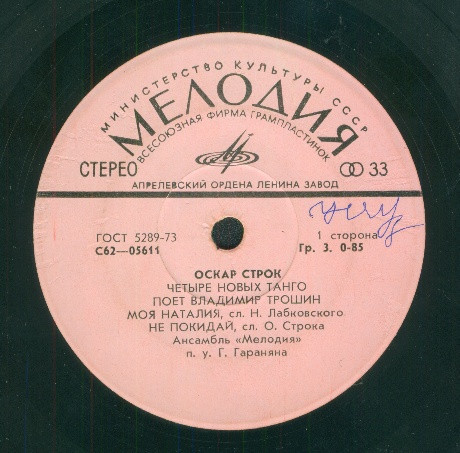 МИНИСТЕРСТВО КУЛЬТУРЫ СССР
МЕЛОДИЯ
ВСЕСОЮЗНАЯ ФИРМА ГРАМПЛАСТИНОК
СТЕРЕО 33
АПРЕЛЕВСКИЙ ОРДЕНА ЛЕНИНА ЗАВОД
ГОСТ 5289-73 1 сторона
С62—05611 Гр. 3. 0-85
ОСКАР СТРОК
ЧЕТЫРЕ НОВЫХ ТАНГО
ПОЕТ ВЛАДИМИР ТРОШИН
МОЯ НАТАЛИЯ, сл. Н. Лабковского
НЕ ПОКИДАЙ, сл. О. Строка
Ансамбль «Мелодия»
п. у. Г. Гараняна